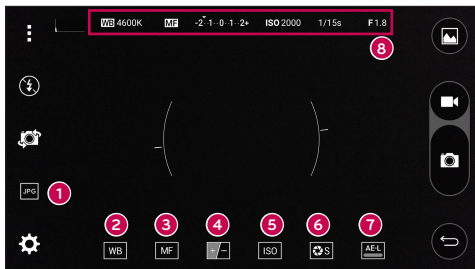 WB 4600K MF -2··1··0··1··2+ ISO 2000 1/15s F1.8
8
JPG 1
2 3 4 5 6 7
WB MF +/- ISO S AE-L